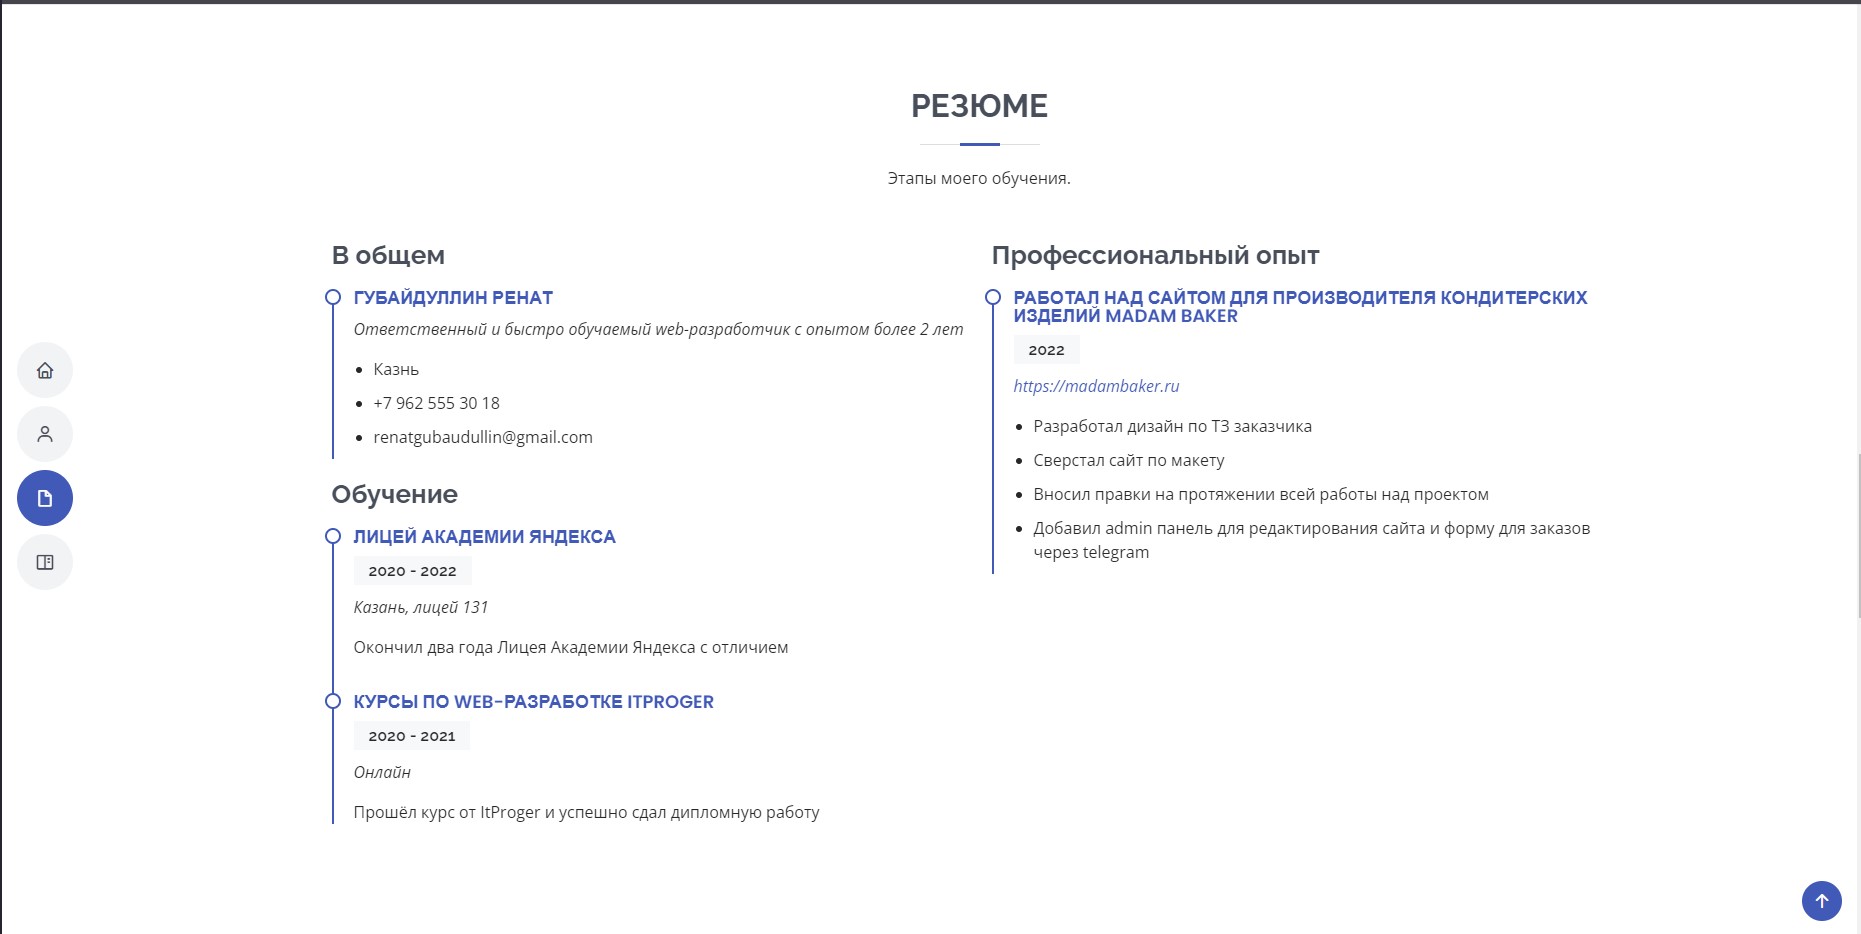 РЕЗЮМЕ
Этапы моего обучения.
В общем
ГУБАЙДУЛЛИН РЕНАТ
Ответственный и быстро обучаемый web-разработчик с опытом более 2 лет
Казнь
+7 962 555 30 18
renatgubaudullin@gmail.com
Обучение
ЛИЦЕЙ АКАДЕМИИ ЯНДЕКСА
2020 - 2022
Казань, лицей 131
Окончил два года Лицея Академии Яндекса с отличием
КУРСЫ ПО WEB-РАЗРАБОТКЕ ITPROGER
2020 - 2021
Онлайн
Прошёл курс от ItProger и успешно сдал дипломную работу
Профессиональный опыт
РАБОТАЛ НАД САЙТОМ ДЛЯ ПРОИЗВОДИТЕЛЯ КОНДИТЕРСКИХ
ИЗДЕЛИЙ MADAM BAKER
2022
https://madambaker.ru
Разработал дизайн по ТЗ заказчика
Сверстал сайт по макету
Вносил правки на протяжении всей работы над проектом
Добавил admin панель для редактирования сайта и форму для заказов
через telegram